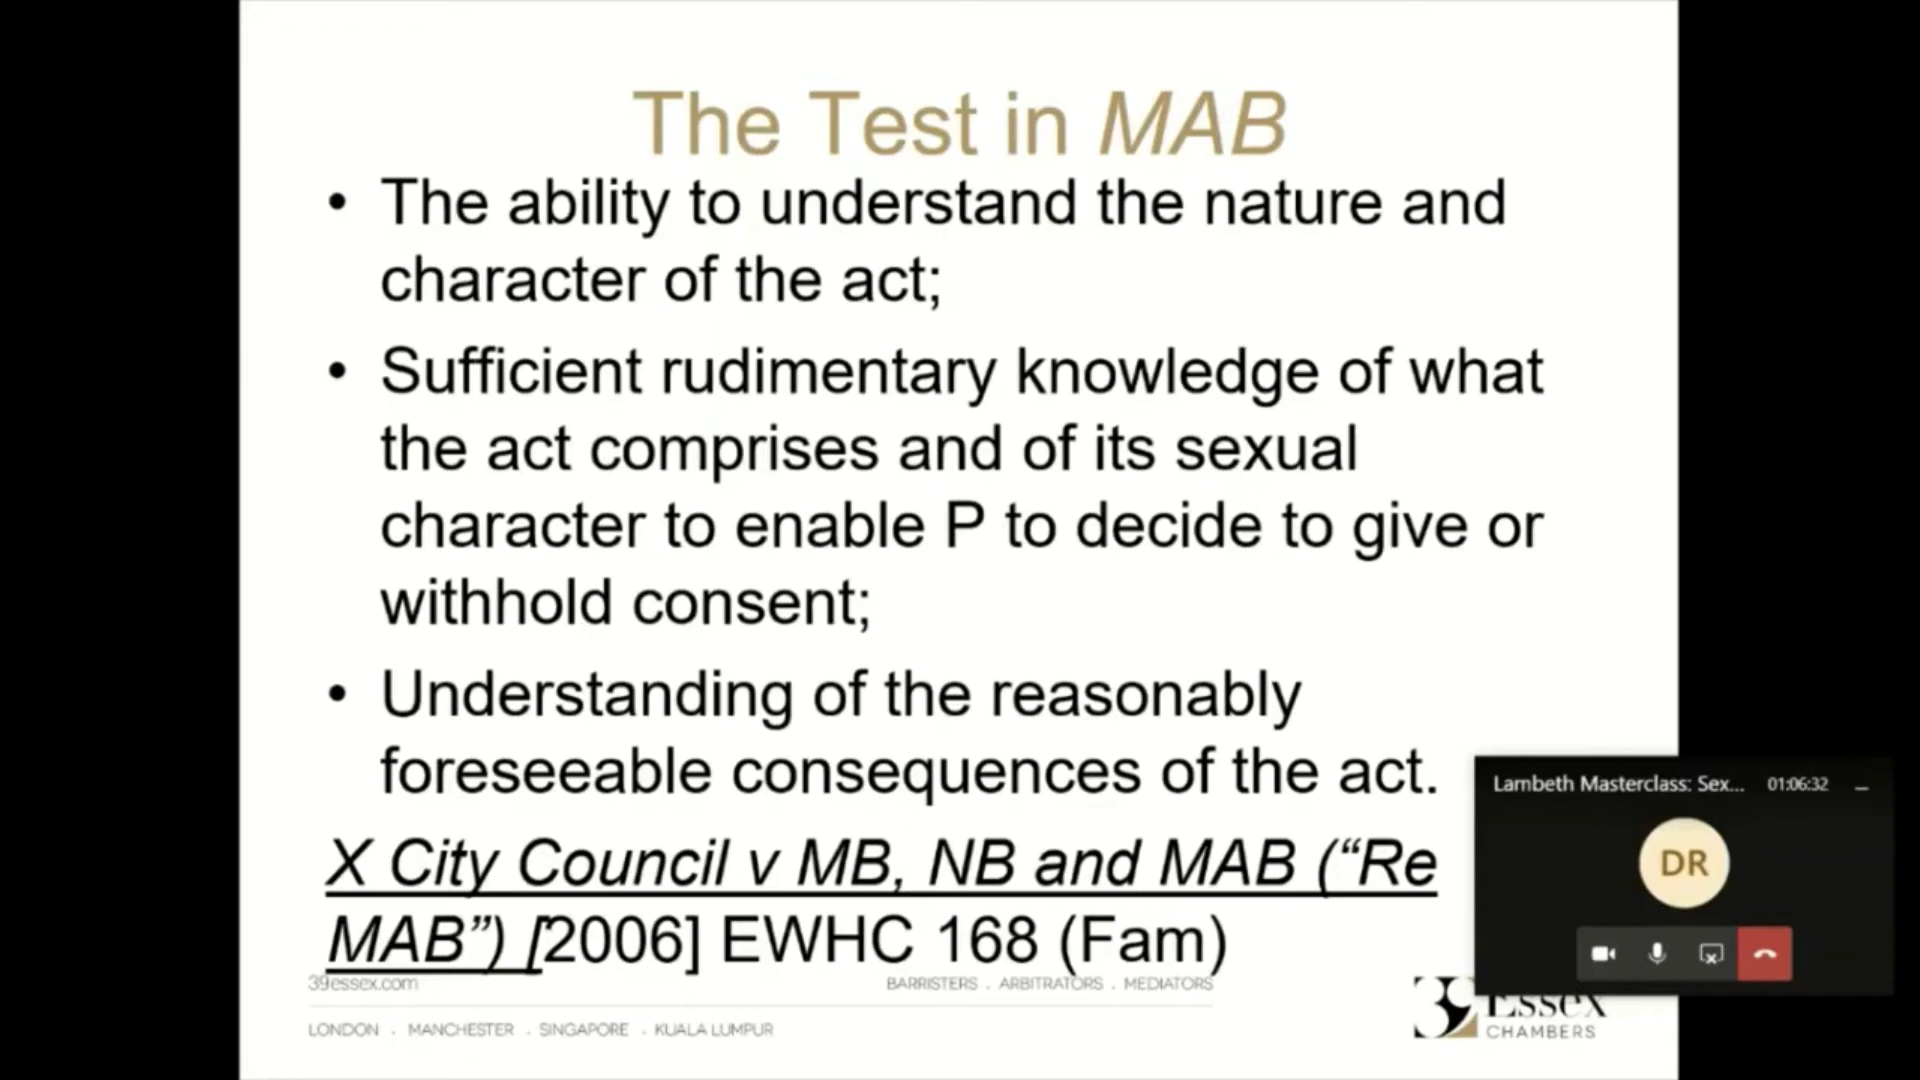 The Test in MAB
• The ability to understand the nature and
character of the act;
• Sufficient rudimentary knowledge of what
the act comprises and of its sexual
character to enable P to decide to give or
withhold consent;
• Understanding of the reasonably
foreseeable consequences of the act.
X City Council v MB, NB and MAB (“Re
MAB”) [2006] EWHC 168 (Fam)
39essex.com
BARRISTERS . ARBITRATORS . MEDIATORS
LONDON . MANCHESTER . SINGAPORE . KUALA LUMPUR
39 Essex
CHAMBERS
Lambeth Masterclass: Sex... 01:06:32
DR